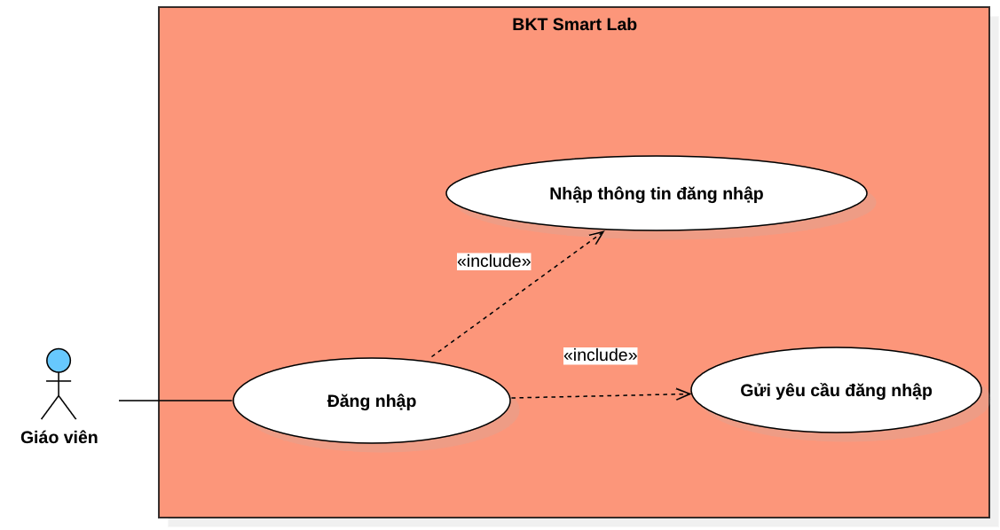 BKT Smart Lab
Nhập thông tin đăng nhập
«include»
«include»
Đăng nhập
Gửi yêu cầu đăng nhập
Giáo viên